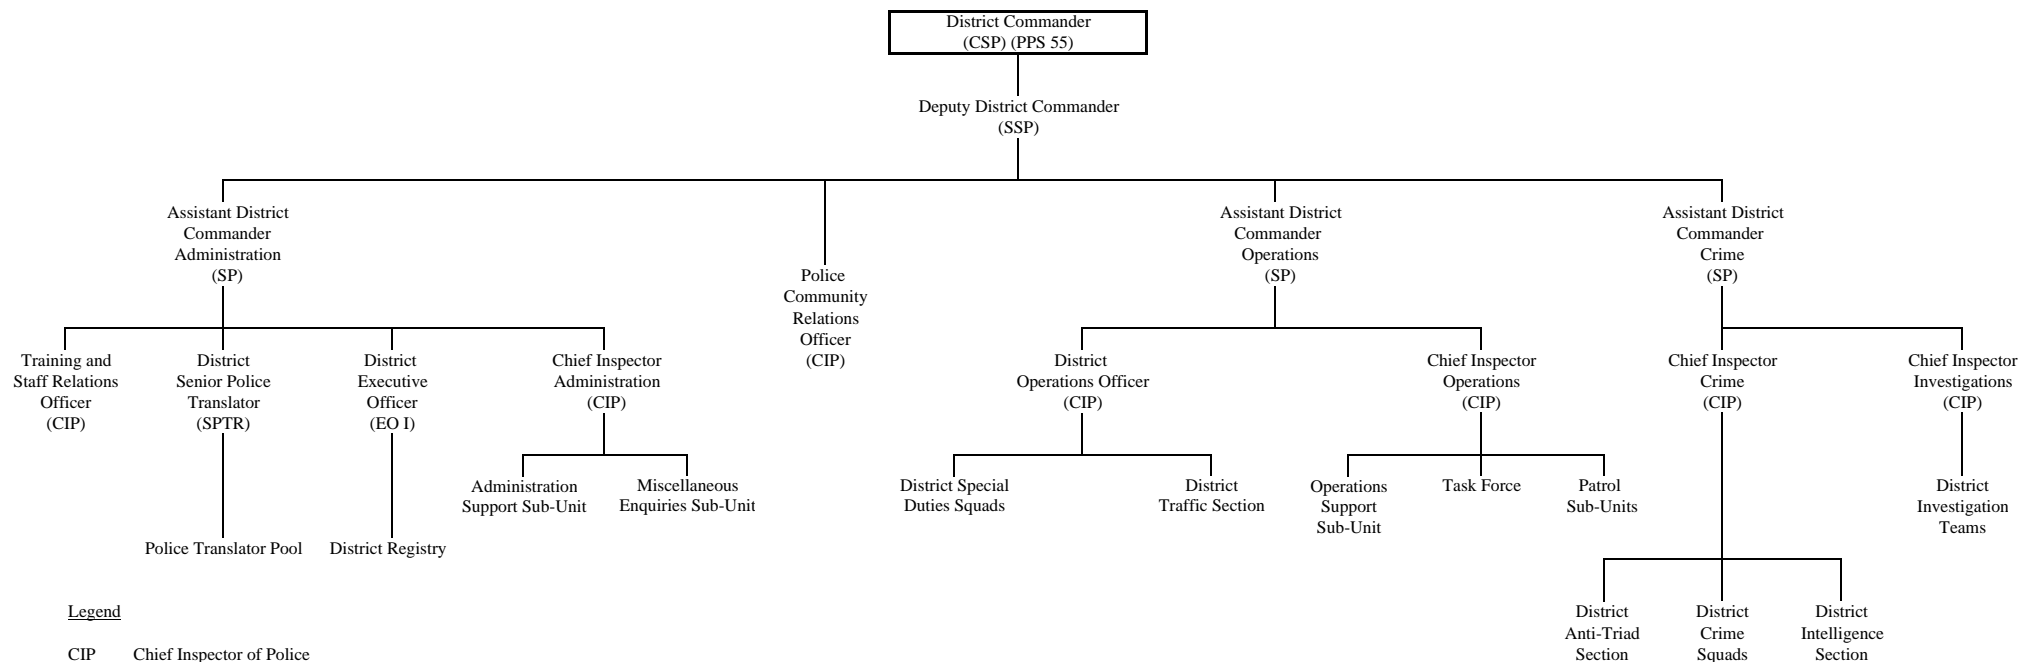 District Commander
(CSP) (PPS 55)
Deputy District Commander
(SSP)
Assistant District
Commander
Administration
(SP)
Police
Community
Relations
Officer
(CIP)
Assistant District
Commander
Operations
(SP)
Assistant District
Commander
Crime
(SP)
Training and
Staff Relations
Officer
(CIP)
District
Senior Police
Translator
(SPTR)
District
Executive
Officer
(EO I)
Chief Inspector
Administration
(CIP)
District
Operations Officer
(CIP)
Chief Inspector
Operations
(CIP)
Chief Inspector
Crime
(CIP)
Chief Inspector
Investigations
(CIP)
Administration
Support Sub-Unit
Miscellaneous
Enquiries Sub-Unit
District Special
Duties Squads
District
Traffic Section
Operations
Support
Sub-Unit
Task Force
Patrol
Sub-Units
District
Investigation
Teams
Police Translator Pool
District Registry
District
Anti-Triad
Section
District
Crime
Squads
District
Intelligence
Section
Legend
CIP Chief Inspector of Police